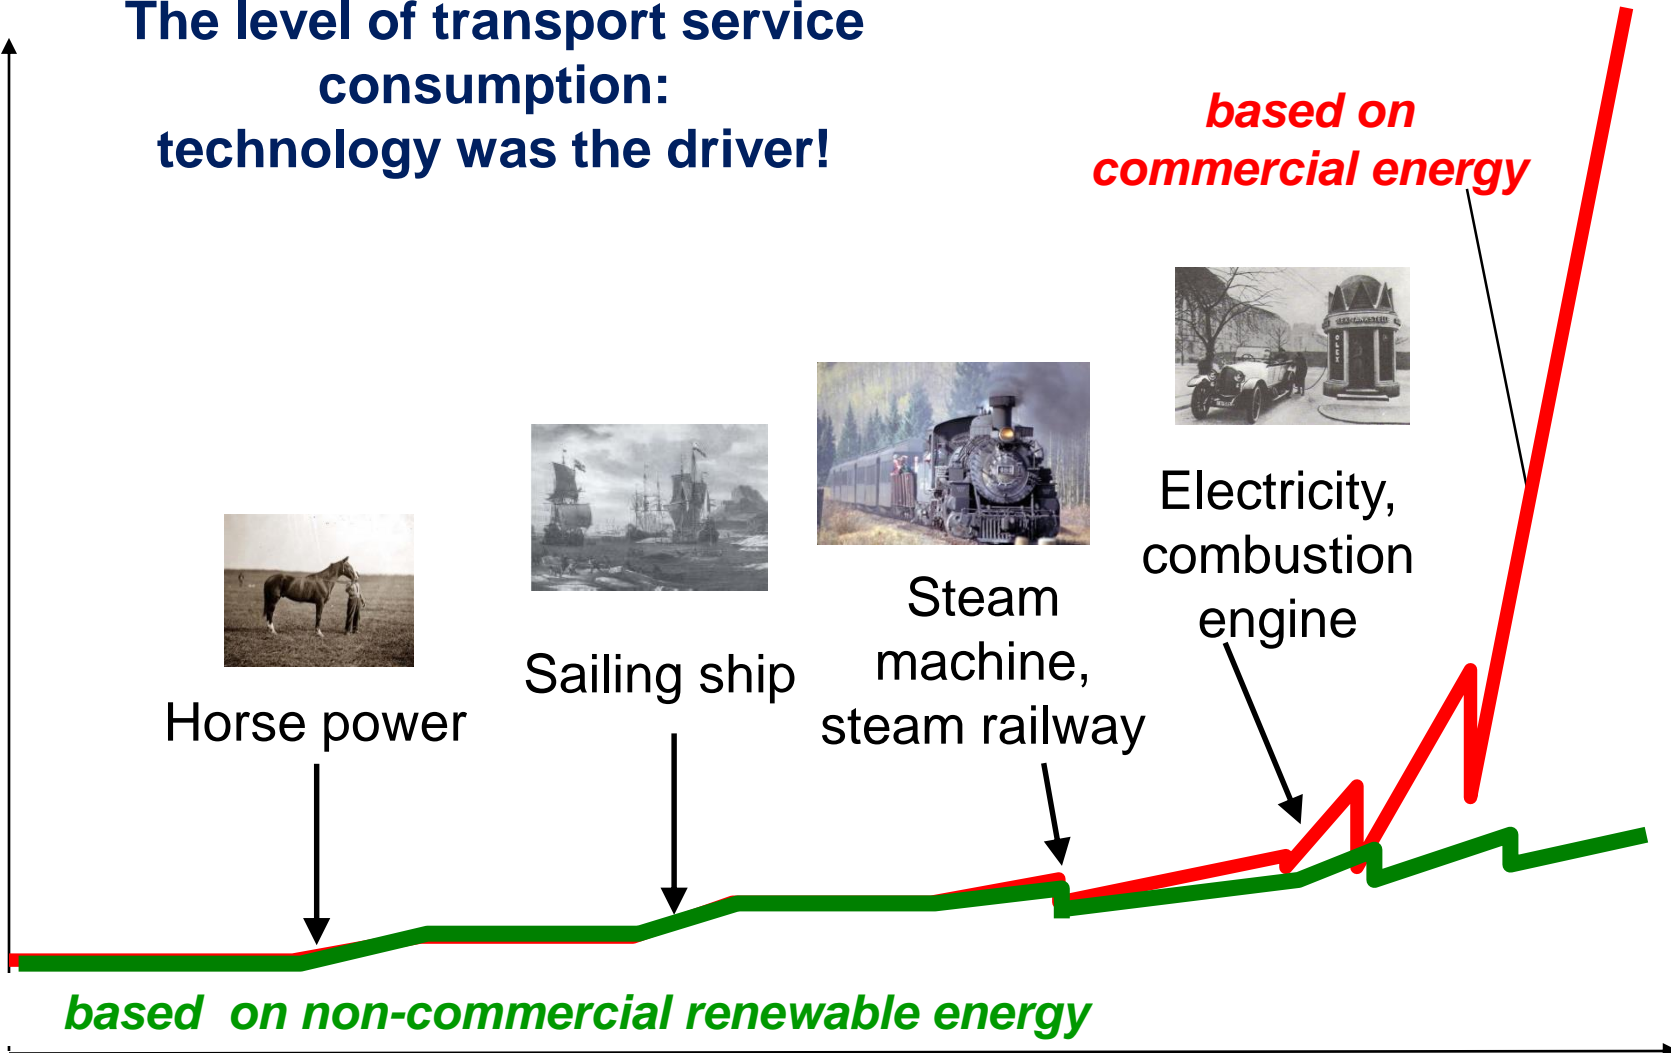 The level of transport service
consumption:
technology was the driver!
based on
commercial energy
Electricity,
combustion
engine
Steam
machine,
steam railway
Sailing ship
Horse power
based on non-commercial renewable energy
OLEX